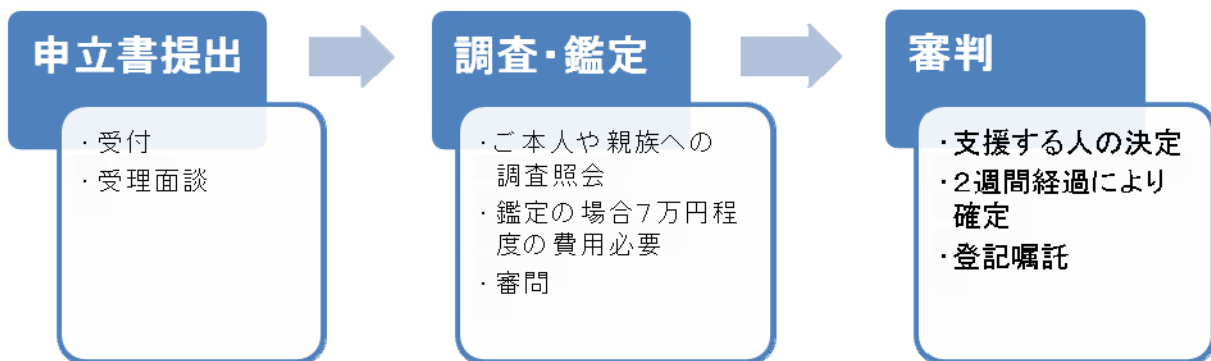 申立書提出
・受付
・受理面談
調査・鑑定
・ご本人や親族への
調査照会
・鑑定の場合7万円程
度の費用必要
・審問
審判
・支援する人の決定
・2週間経過により
確定
・登記嘱託